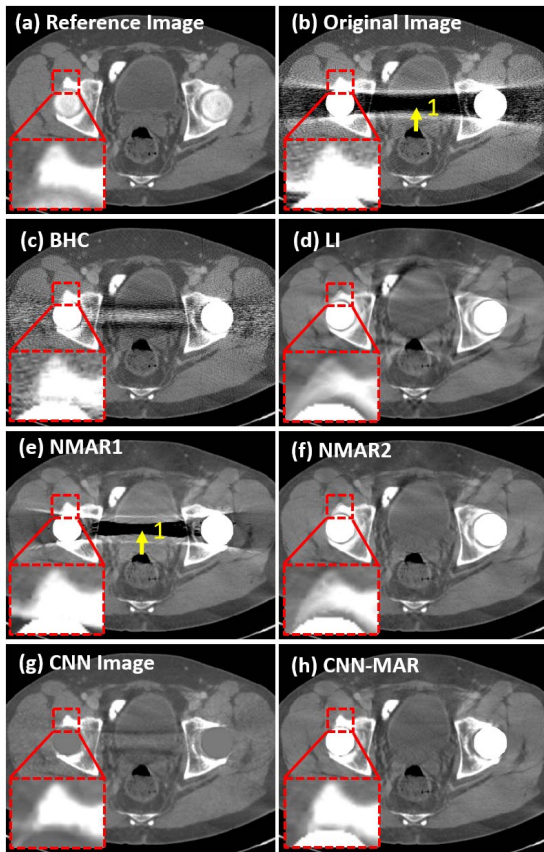 (a) Reference Image
(b) Original Image
1
(c) BHC
(d) LI
(e) NMAR1
1
(f) NMAR2
(g) CNN Image
(h) CNN-MAR